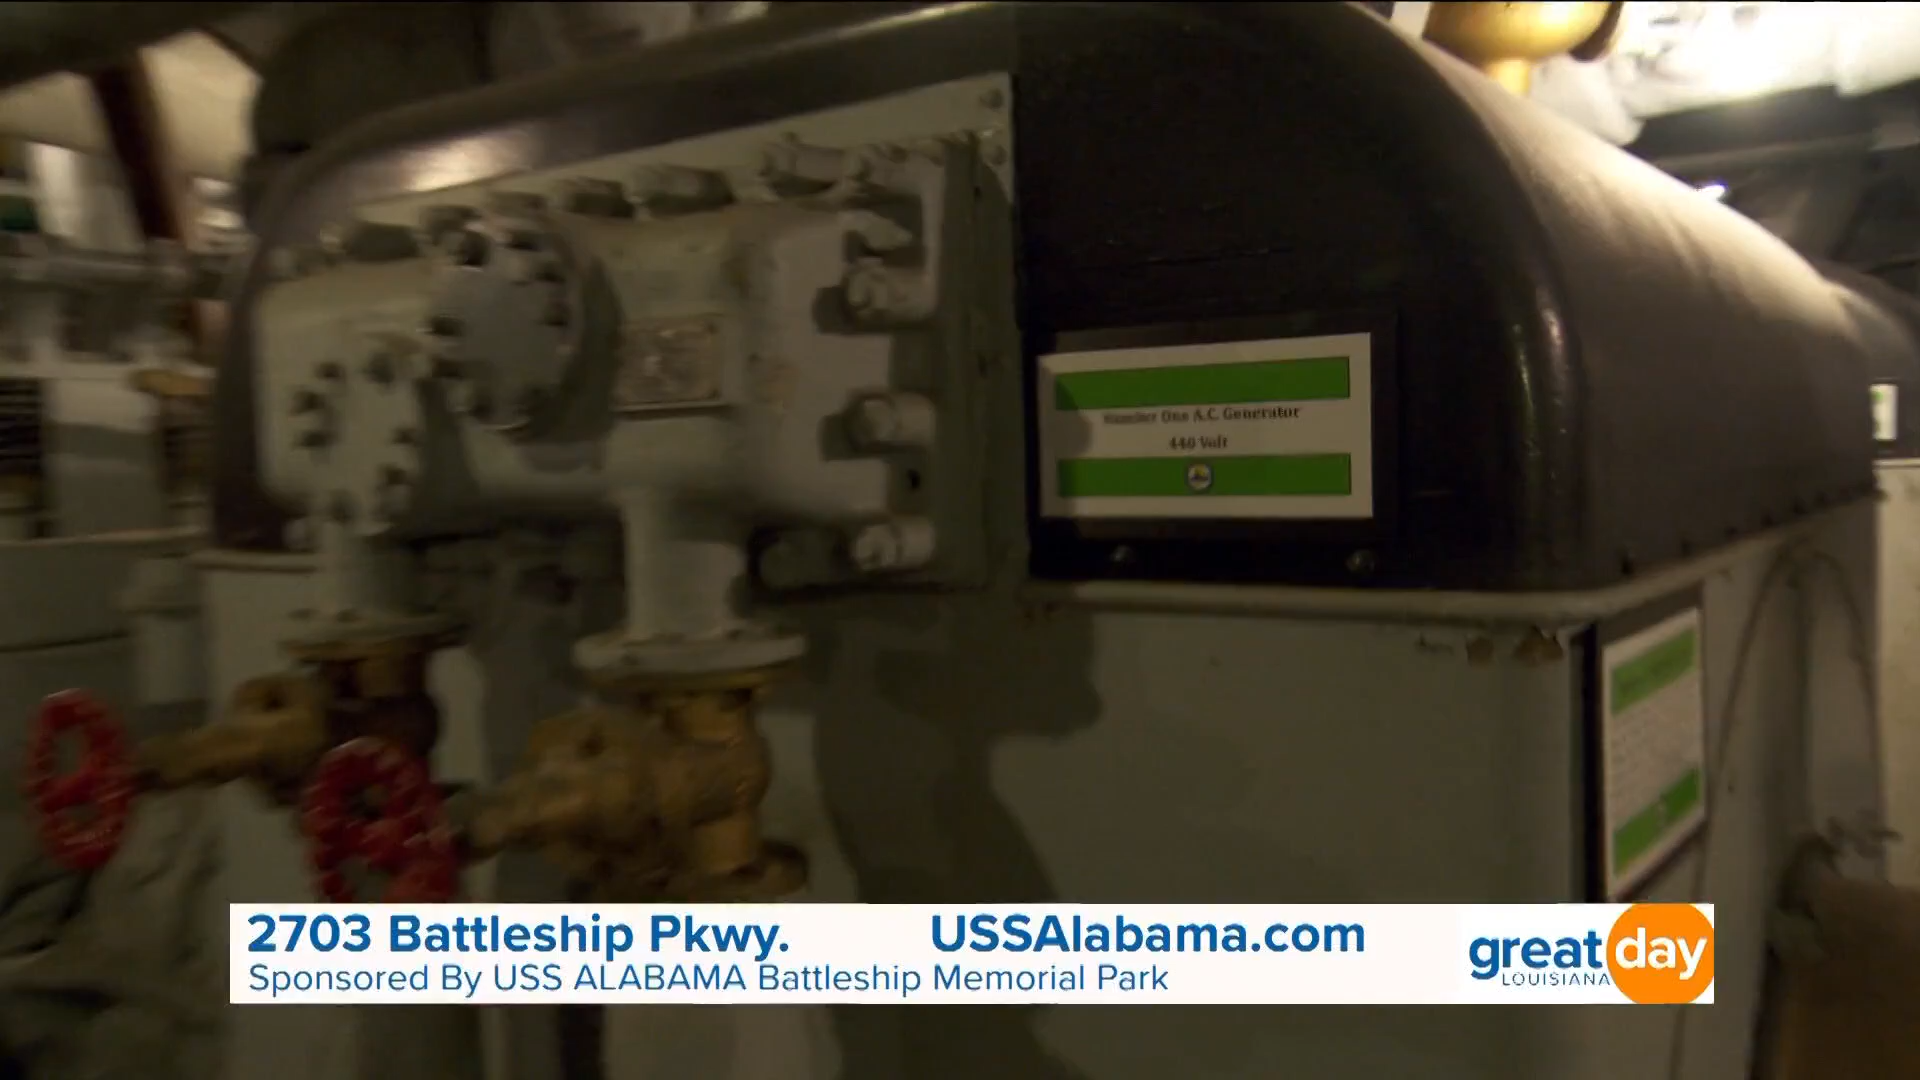 Number One A.C. Generator
440 Volt
2703 Battleship Pkwy. USSAlabama.com
Sponsored By USS ALABAMA Battleship Memorial Park
great day
LOUISIANA